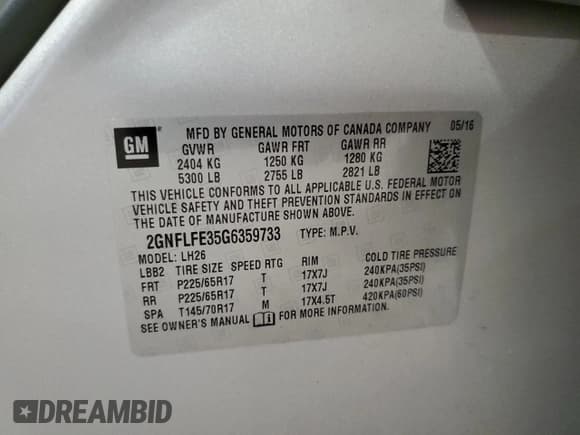 GM
MFD BY GENERAL MOTORS OF CANADA COMPANY 05/16
GVWR GAWR FRT GAWR RR
2404 KG 1250 KG 1280 KG
5300 LB 2755 LB 2821 LB
THIS VEHICLE CONFORMS TO ALL APPLICABLE U.S. FEDERAL MOTOR
VEHICLE SAFETY AND THEFT PREVENTION STANDARDS IN EFFECT ON
THE DATE OF MANUFACTURE SHOWN ABOVE.
2GNFLFE35G6359733 TYPE: M.P.V.
MODEL: LH26
LBB2 TIRE SIZE SPEED RTG RIM COLD TIRE PRESSURE
FRT P225/65R17 T 17X7J 240KPA(35PSI)
RR P225/65R17 T 17X7J 240KPA(35PSI)
SPA T145/70R17 M 17X4.5T 420KPA(60PSI)
SEE OWNER'S MANUAL FOR MORE INFORMATION.
DREAMBID